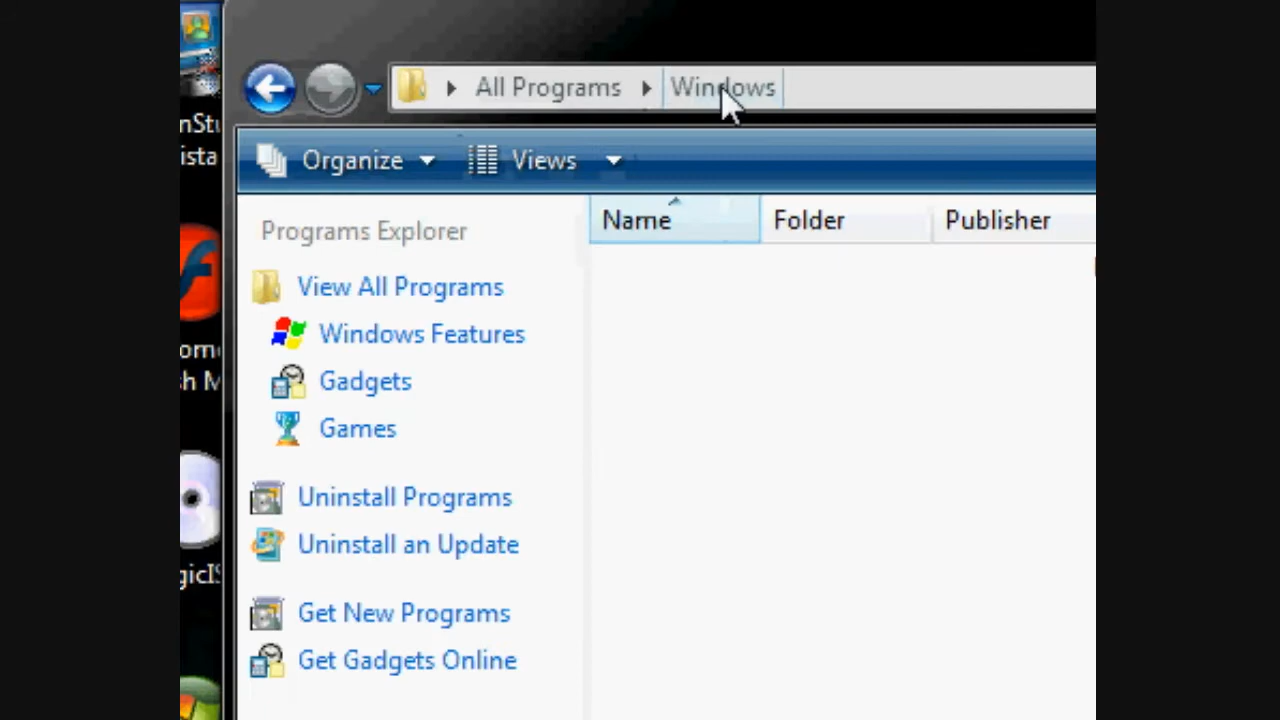 All Programs Windows
Organize Views
Name Folder Publisher
Programs Explorer
View All Programs
Windows Features
Gadgets
Games
Uninstall Programs
Uninstall an Update
Get New Programs
Get Gadgets Online